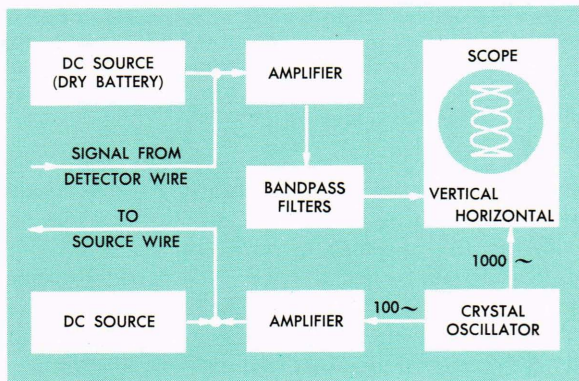 DC SOURCE
(DRY BATTERY)
AMPLIFIER
SCOPE
SIGNAL FROM
DETECTOR WIRE
BANDPASS
FILTERS
VERTICAL
HORIZONTAL
TO
SOURCE WIRE
1000 ~
100~
DC SOURCE
AMPLIFIER
CRYSTAL
OSCILLATOR